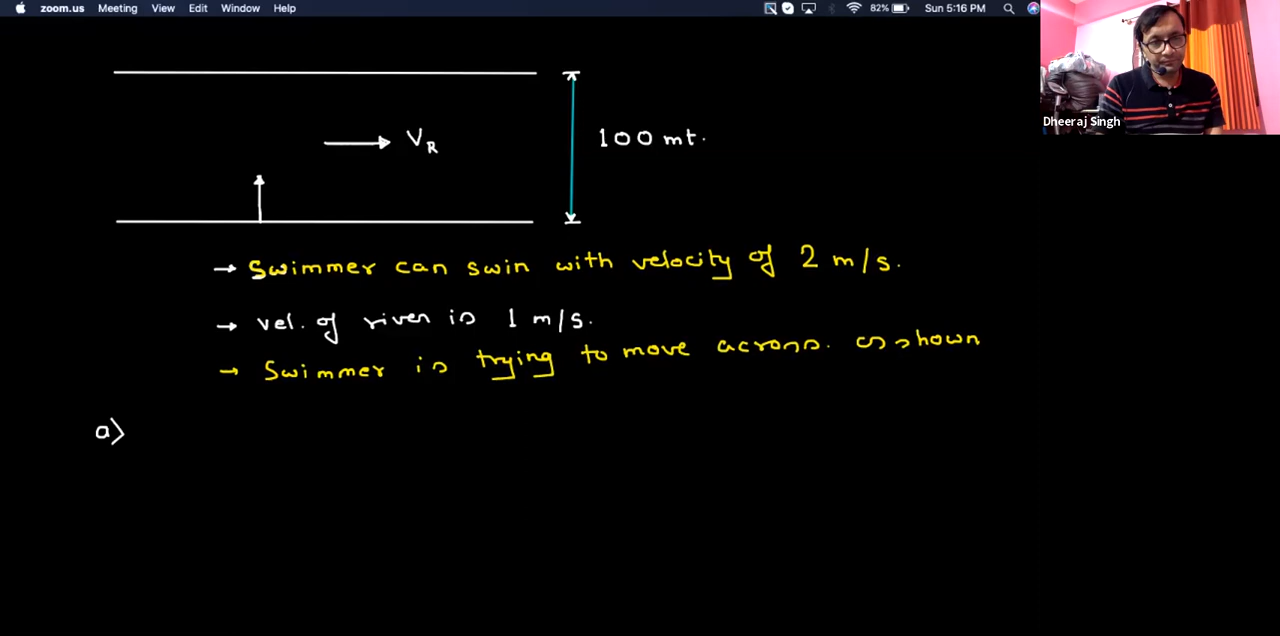 zoom.us Meeting View Edit Window Help 82% Sun 5:16 PM
Dheeraj Singh
V_R
100 mt.
→ Swimmer can swin with velocity of 2 m/s.
→ vel. of river is 1 m/s.
→ Swimmer is trying to move across. as shown
a)